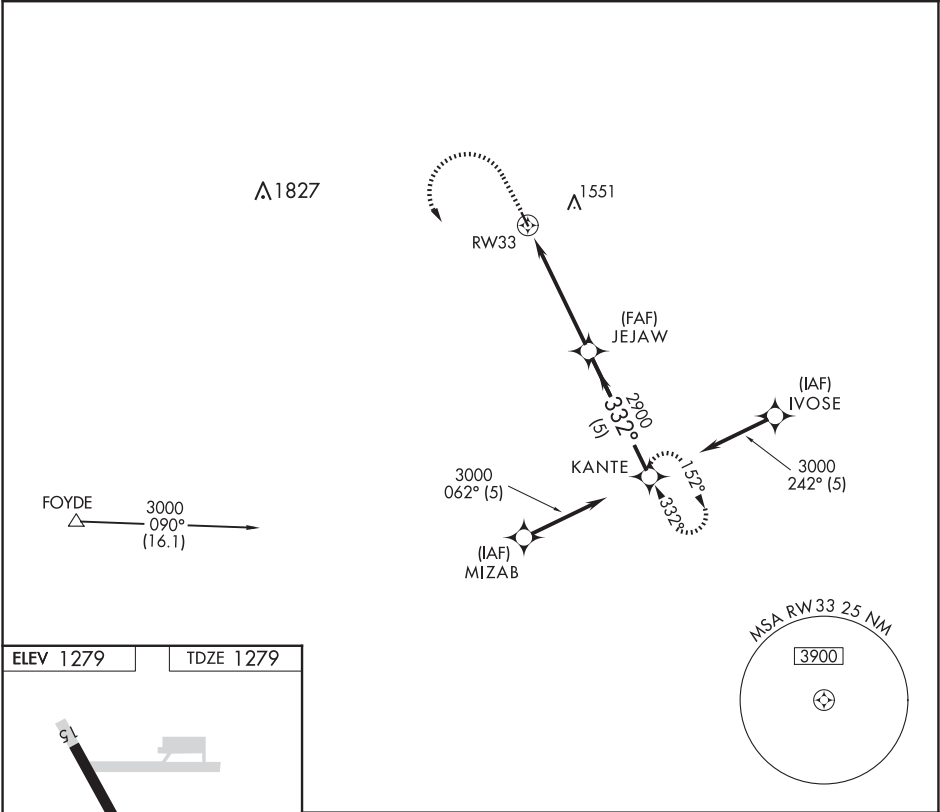 1827
1551
RW33
(FAF)
JEJAW
(IAF)
IVOSE
2900
332°
(5)
KANTE
152°
332°
3000
242° (5)
3000
062° (5)
FOYDE
3000
090°
(16.1)
(IAF)
MIZAB
MSA RW33 25 NM
3900
ELEV 1279
TDZE 1279
15